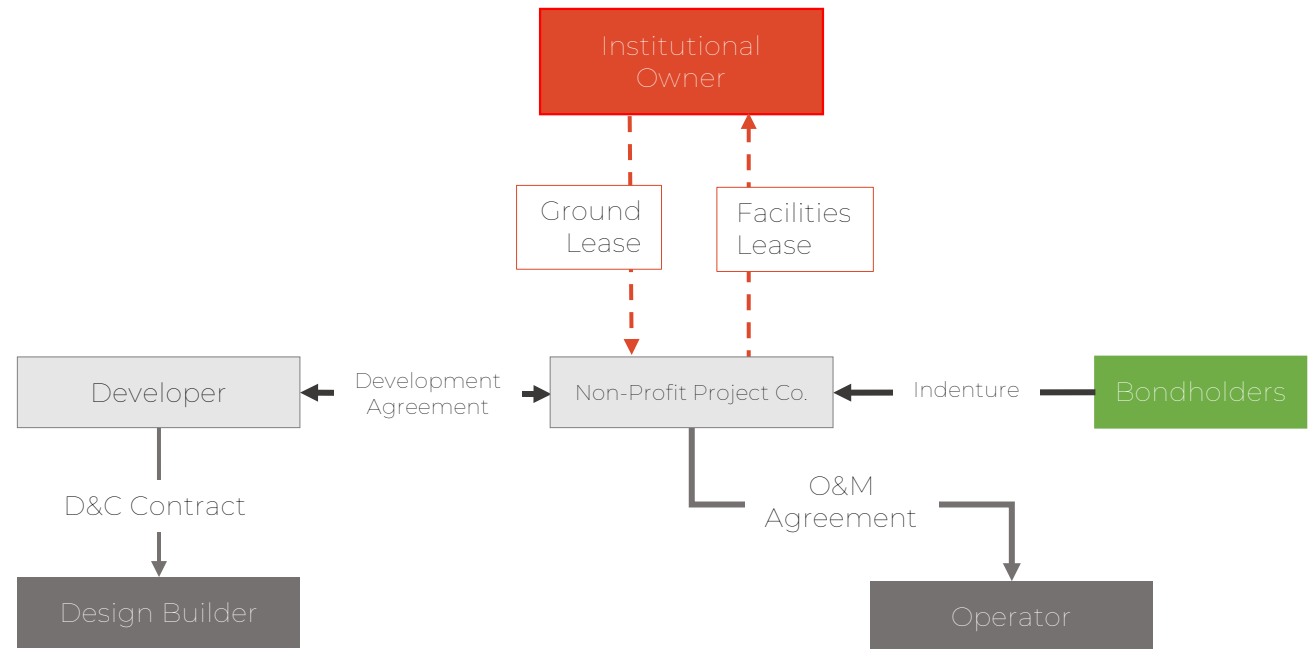 Institutional
Owner
Ground
Lease
Facilities
Lease
Developer
Development
Agreement
Non-Profit Project Co.
Indenture
Bondholders
D&C Contract
O&M
Agreement
Design Builder
Operator